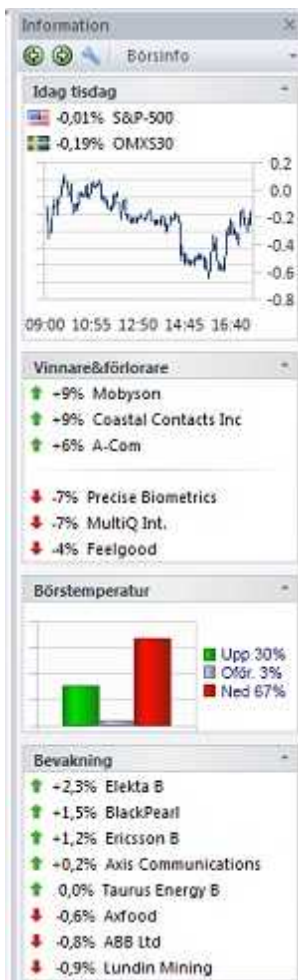 Information
Börsinfo
Idag tisdag
-0,01% S&P-500
-0,19% OMXS30
0.2
0.0
-0.2
-0.4
-0.6
-0.8
09:00 10:55 12:50 14:45 16:40
Vinnare&förlorare
+9% Mobyson
+9% Coastal Contacts Inc
+6% A-Com
-7% Precise Biometrics
-7% MultiQ Int.
-4% Feelgood
Börstemperatur
Upp 30%
Oför. 3%
Ned 67%
Bevakning
+2,3% Elekta B
+1,5% BlackPearl
+1,2% Ericsson B
+0,2% Axis Communications
0,0% Taurus Energy B
-0,6% Axfood
-0,8% ABB Ltd
-0,9% Lundin Mining